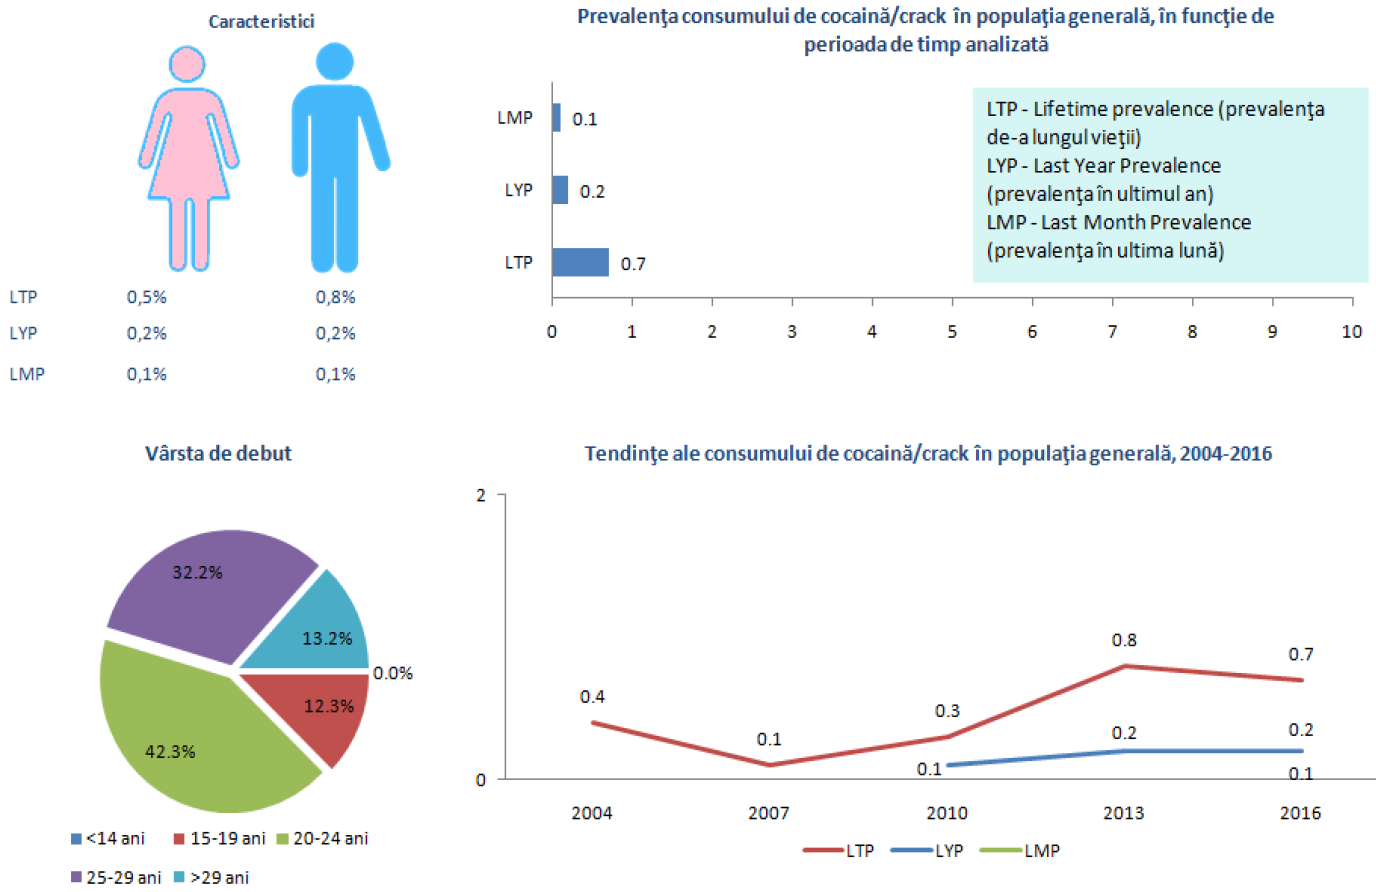 Caracteristici
LTP 0,5% 0,8%
LYP 0,2% 0,2%
LMP 0,1% 0,1%
Prevalenţa consumului de cocaină/crack în populaţia generală, în funcţie de
perioada de timp analizată
LMP 0.1
LYP 0.2
LTP 0.7
0 1 2 3 4 5 6 7 8 9 10
LTP - Lifetime prevalence (prevalenţa
de-a lungul vieţii)
LYP - Last Year Prevalence
(prevalenţa în ultimul an)
LMP - Last Month Prevalence
(prevalenţa în ultima lună)
Vârsta de debut
32.2%
13.2%
0.0%
12.3%
42.3%
<14 ani 15-19 ani 20-24 ani
25-29 ani >29 ani
Tendinţe ale consumului de cocaină/crack în populaţia generală, 2004-2016
2
0.8
0.7
0.4
0.3
0.1
0.2
0.2
0.1
0.1
0
2004 2007 2010 2013 2016
LTP LYP LMP